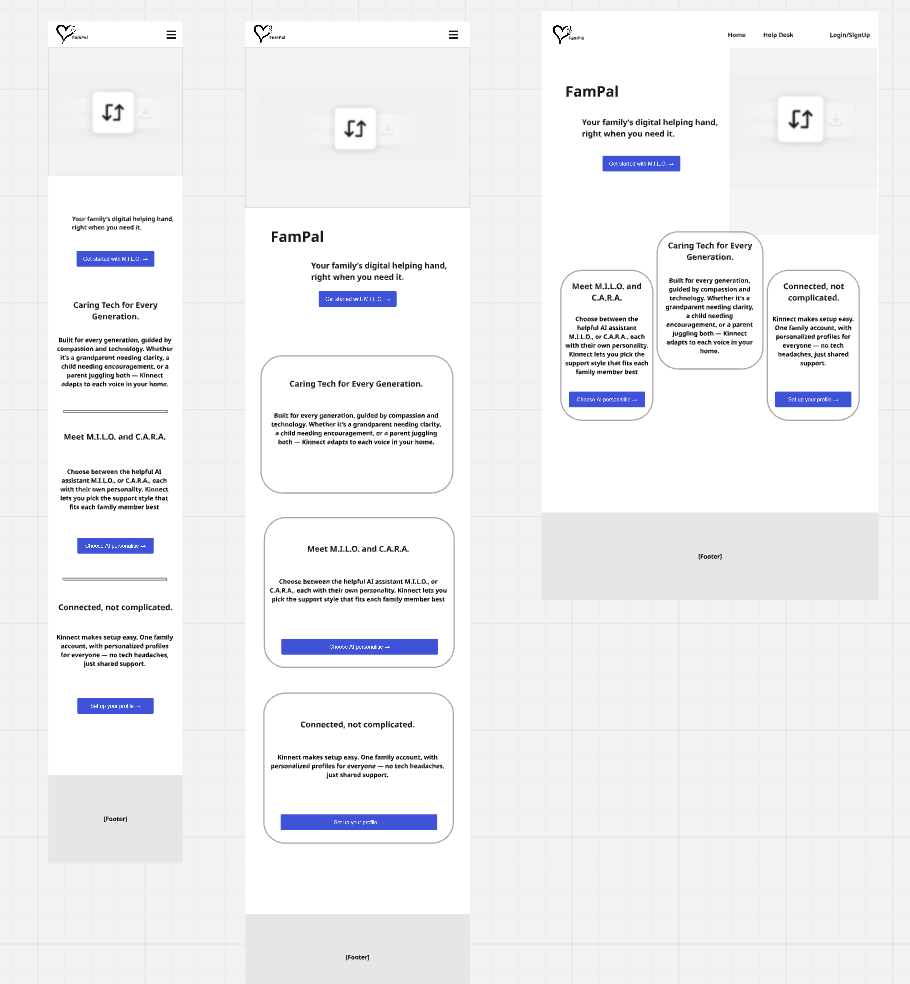 FamPal
Your family's digital helping hand,
right when you need it.
Get started with M.I.L.O. →
Caring Tech for Every
Generation.
Built for every generation, guided by
compassion and technology. Whether
it's a grandparent needing clarity, a
child needing encouragement, or a
parent juggling both — Kinnect
adapts to each voice in your home.
Meet M.I.L.O. and C.A.R.A.
Choose between the helpful AI
assistant M.I.L.O., or C.A.R.A., each
with their own personality. Kinnect
lets you pick the support style that
fits each family member best
Choose AI personalitie →
Connected, not complicated.
Kinnect makes setup easy. One family
account, with personalized profiles
for everyone — no tech headaches,
just shared support.
Set up your profile →
[Footer]
FamPal
FamPal
Your family's digital helping hand,
right when you need it.
Get started with M.I.L.O. →
Caring Tech for Every Generation.
Built for every generation, guided by compassion and
technology. Whether it's a grandparent needing clarity,
a child needing encouragement, or a parent juggling
both — Kinnect adapts to each voice in your home.
Meet M.I.L.O. and C.A.R.A.
Choose between the helpful AI assistant M.I.L.O., or
C.A.R.A., each with their own personality. Kinnect lets you
pick the support style that fits each family member best
Choose AI personalitie →
Connected, not complicated.
Kinnect makes setup easy. One family account, with
personalized profiles for everyone — no tech headaches,
just shared support.
Set up your profile
[Footer]
FamPal
Home Help Desk Login/SignUp
FamPal
Your family's digital helping hand,
right when you need it.
Get started with M.I.L.O. →
Meet M.I.L.O. and
C.A.R.A.
Choose between the
helpful AI assistant
M.I.L.O., or C.A.R.A., each
with their own personality.
Kinnect lets you pick the
support style that fits each
family member best
Choose AI personalitie →
Caring Tech for Every
Generation.
Built for every generation,
guided by compassion and
technology. Whether it's a
grandparent needing clarity,
a child needing
encouragement, or a parent
juggling both — Kinnect
adapts to each voice in your
home.
Connected, not
complicated.
Kinnect makes setup easy.
One family account, with
personalized profiles for
everyone — no tech
headaches, just shared
support.
Set up your profile →
[Footer]